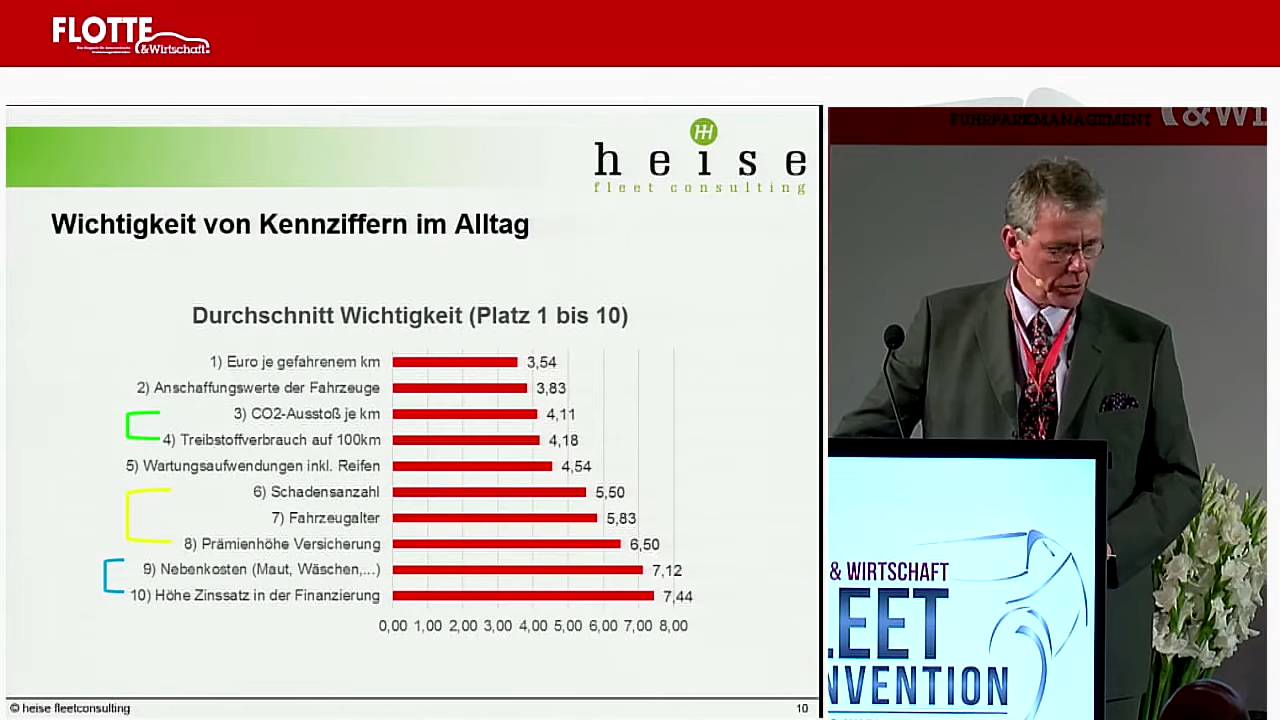 FLOTTE
&Wirtschaft
FUHRPARKMANAGEMENT
&WI
heise
fleet consulting
Wichtigkeit von Kennziffern im Alltag
Durchschnitt Wichtigkeit (Platz 1 bis 10)
1) Euro je gefahrenem km 3,54
2) Anschaffungswerte der Fahrzeuge 3,83
3) CO2-Ausstoß je km 4,11
4) Treibstoffverbrauch auf 100km 4,18
5) Wartungsaufwendungen inkl. Reifen 4,54
6) Schadensanzahl 5,50
7) Fahrzeugalter 5,83
8) Prämienhöhe Versicherung 6,50
9) Nebenkosten (Maut, Wäschen,...) 7,12
10) Höhe Zinssatz in der Finanzierung 7,44
0,00 1,00 2,00 3,00 4,00 5,00 6,00 7,00 8,00
© heise fleetconsulting 10
& WIRTSCHAFT
LEET
NVENTION